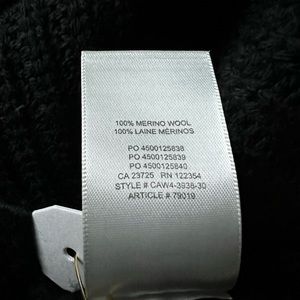 100% MERINO WOOL
100% LAINE MÉRINOS
PO 4500125838
PO 4500125839
PO 4500125840
CA 23725 RN 122354
STYLE # CAW4-3938-30
ARTICLE # 79019